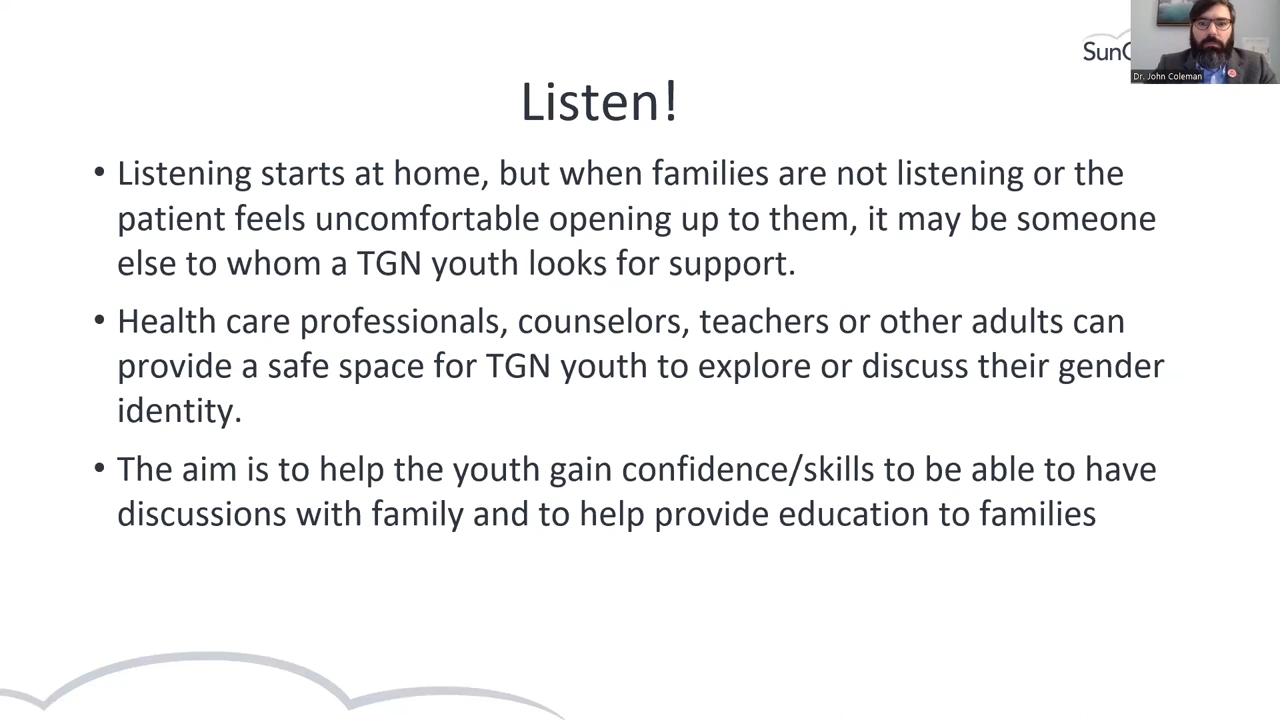 Dr. John Coleman
Listen!
• Listening starts at home, but when families are not listening or the
patient feels uncomfortable opening up to them, it may be someone
else to whom a TGN youth looks for support.
• Health care professionals, counselors, teachers or other adults can
provide a safe space for TGN youth to explore or discuss their gender
identity.
• The aim is to help the youth gain confidence/skills to be able to have
discussions with family and to help provide education to families